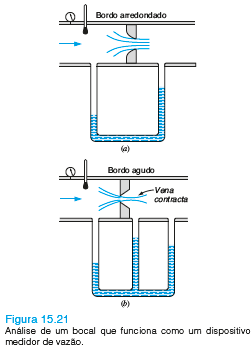 Bordo arredondado
(a)
Bordo agudo
Vena
contracta
(b)
Figura 15.21
Análise de um bocal que funciona como um dispositivo
medidor de vazão.